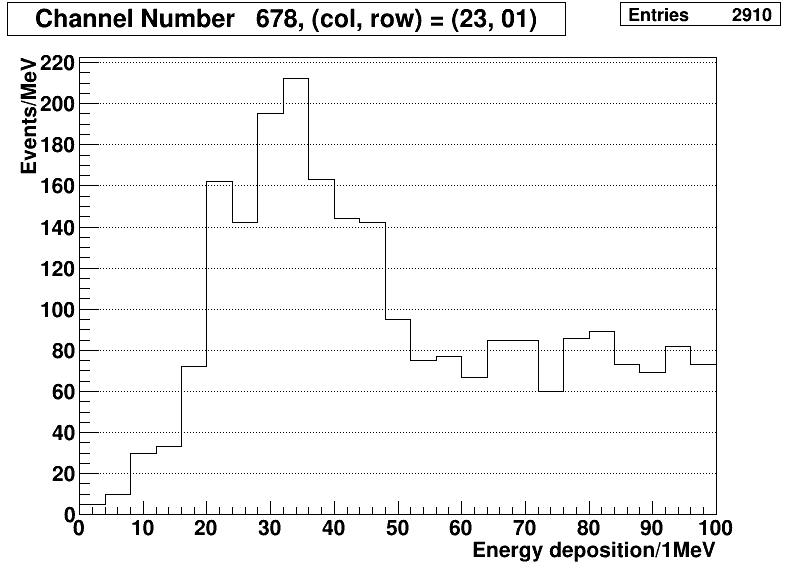 Channel Number 678, (col, row) = (23, 01)
Entries 2910
Events/MeV
220
200
180
160
140
120
100
80
60
40
20
0
0 10 20 30 40 50 60 70 80 90 100
Energy deposition/1MeV